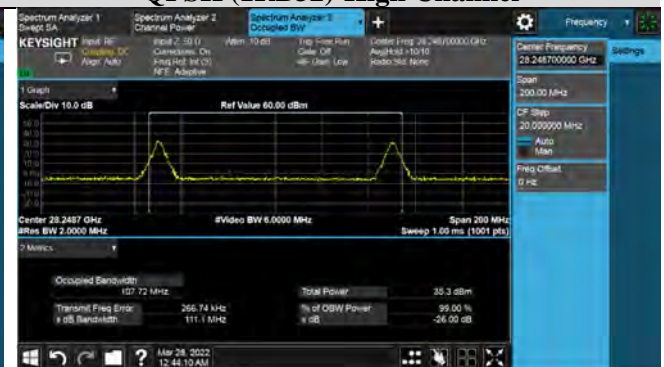 QPSK (1RB52) High Channel
Spectrum Analyzer 1
Swept SA
Spectrum Analyzer 2
Channel Power
Spectrum Analyzer 3
Occupied BW
Frequency
KEYSIGHT
Input: RF
Coupling: DC
Align: Auto
Input Z: 50 Ω
Corrections: On
Freq Ref: Int (S)
NFE: Adaptive
Atten: 10 dB
Trig: Free Run
Gate: Off
#IF Gain: Low
Center Freq: 28.248700000 GHz
Avg|Hold: >10/10
Radio Std: None
Center Frequency
28.248700000 GHz
Settings
Span
200.00 MHz
CF Step
20.000000 MHz
Auto
Man
Freq Offset
0 Hz
1 Graph
Scale/Div 10.0 dB
Ref Value 60.00 dBm
Center 28.2487 GHz
#Res BW 2.0000 MHz
#Video BW 6.0000 MHz
Span 200 MHz
Sweep 1.00 ms (1001 pts)
2 Metrics
Occupied Bandwidth
107.72 MHz
Total Power
35.3 dBm
Transmit Freq Error
266.74 kHz
% of OBW Power
99.00 %
x dB Bandwidth
111.1 MHz
x dB
-26.00 dB
?
Mar 28, 2022
12:44:10 AM